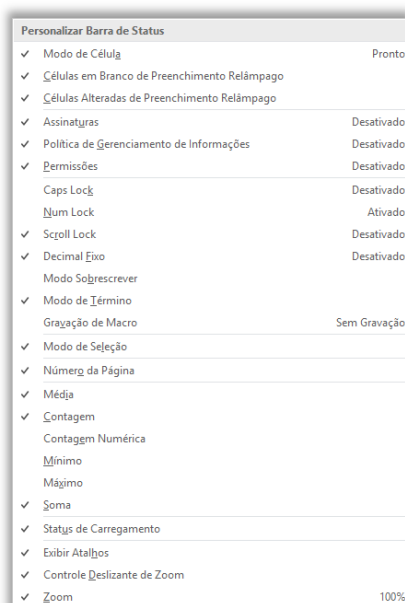 Personalizar Barra de Status
Modo de Célula Pronto
Células em Branco de Preenchimento Relâmpago
Células Alteradas de Preenchimento Relâmpago
Assinaturas Desativado
Política de Gerenciamento de Informações Desativado
Permissões Desativado
Caps Lock Desativado
Num Lock Ativado
Scroll Lock Desativado
Decimal Fixo Desativado
Modo Sobrescrever
Modo de Término
Gravação de Macro Sem Gravação
Modo de Seleção
Número da Página
Média
Contagem
Contagem Numérica
Mínimo
Máximo
Soma
Status de Carregamento
Exibir Atalhos
Controle Deslizante de Zoom
Zoom 100%